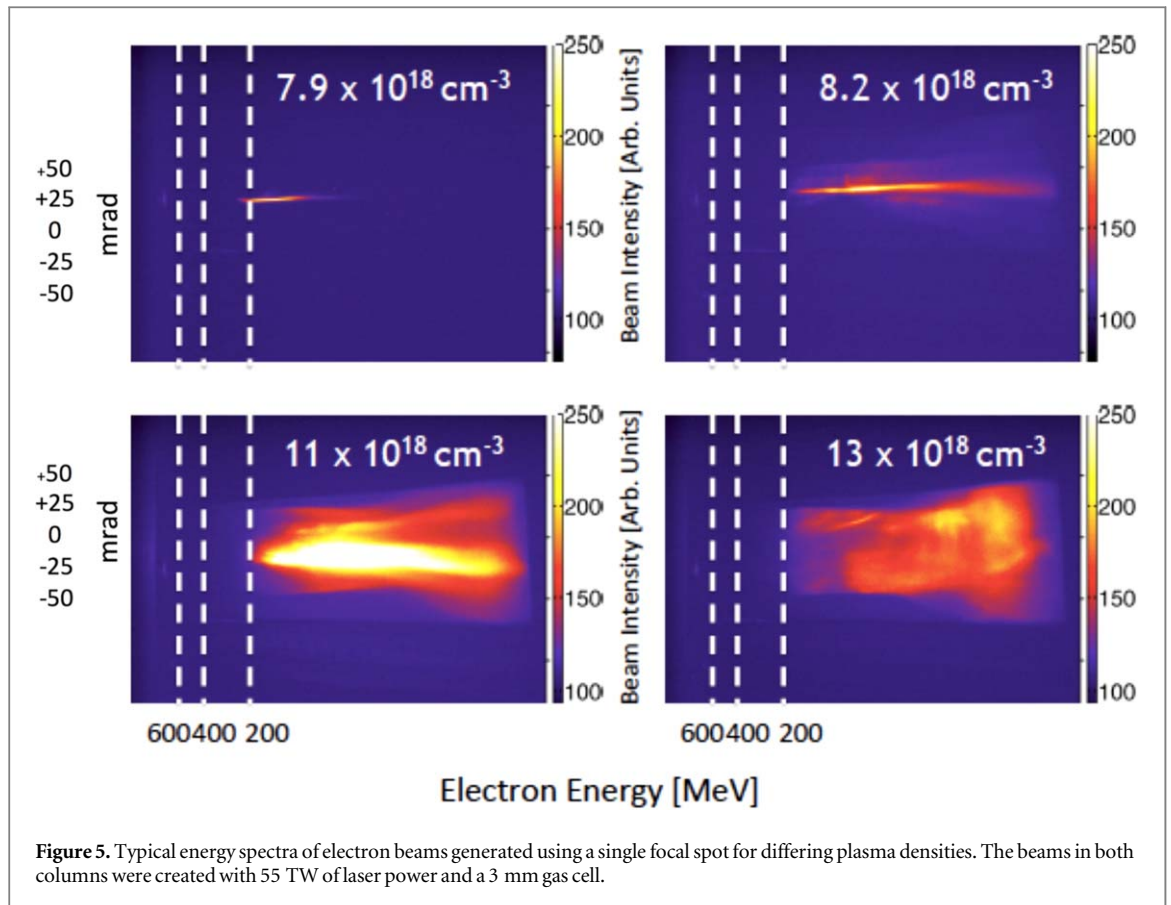 7.9 x 10¹⁸ cm⁻³
+50
+25
0
-25
-50
mrad
250
200
150
100
Beam Intensity [Arb. Units]
8.2 x 10¹⁸ cm⁻³
250
200
150
100
11 x 10¹⁸ cm⁻³
+50
+25
0
-25
-50
mrad
250
200
150
100
Beam Intensity [Arb. Units]
13 x 10¹⁸ cm⁻³
250
200
150
100
600400 200
600400 200
Electron Energy [MeV]
Figure 5. Typical energy spectra of electron beams generated using a single focal spot for differing plasma densities. The beams in both
columns were created with 55 TW of laser power and a 3 mm gas cell.